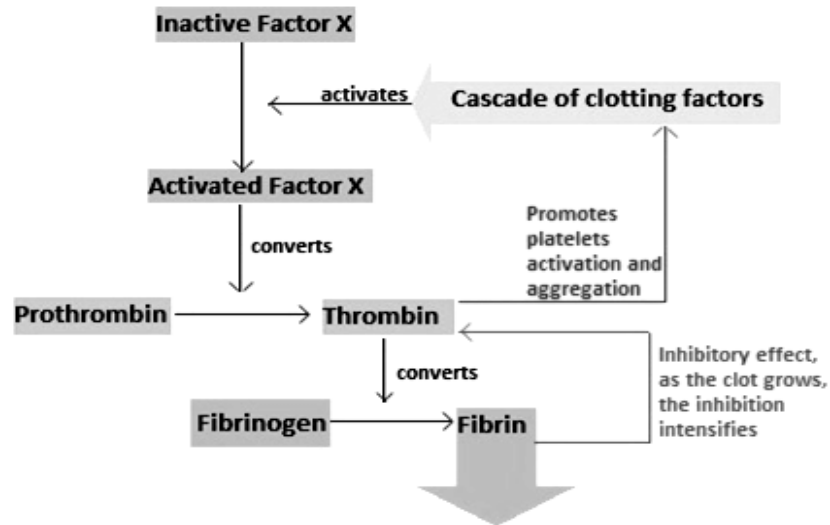 Inactive Factor X
activates
Cascade of clotting factors
Activated Factor X
converts
Promotes
platelets
activation and
aggregation
Prothrombin
Thrombin
converts
Inhibitory effect,
as the clot grows,
the inhibition
intensifies
Fibrinogen
Fibrin